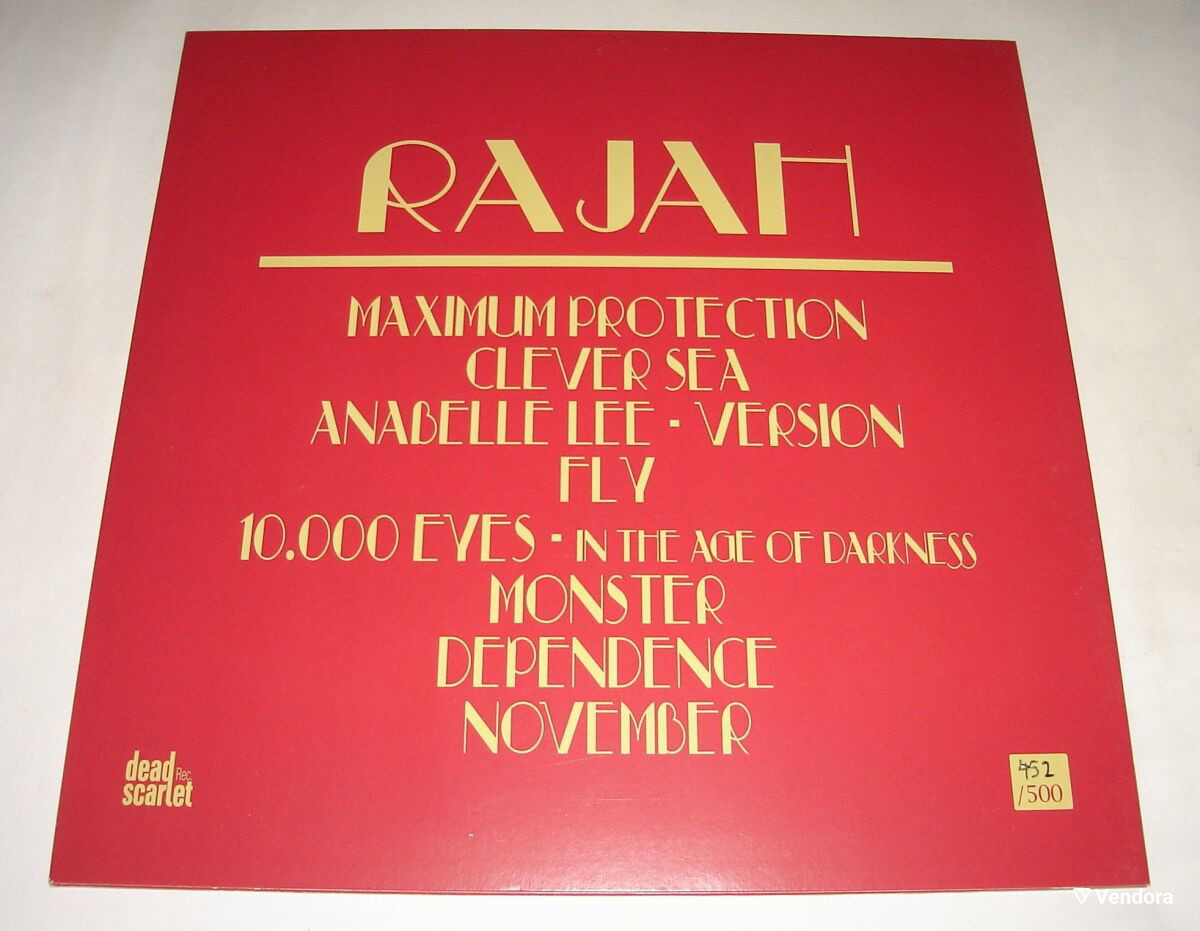 RAJAH
MAXIMUM PROTECTION
CLEVER SEA
ANABELLE LEE - VERSION
FLY
10.000 EYES - IN THE AGE OF DARKNESS
MONSTER
DEPENDENCE
NOVEMBER
dead Rec.
scarlet
452
/500
Vendora